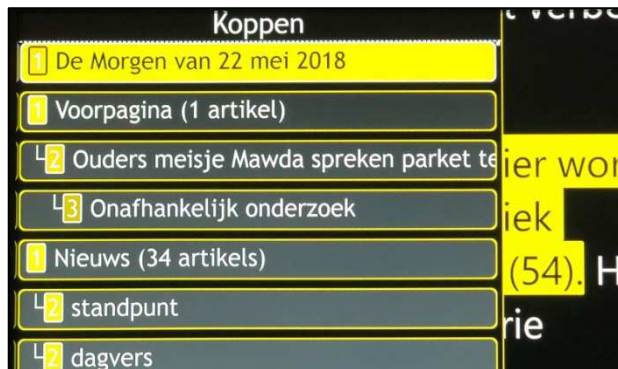 Koppen
1 De Morgen van 22 mei 2018
1 Voorpagina (1 artikel)
2 Ouders meisje Mawda spreken parket te
3 Onafhankelijk onderzoek
1 Nieuws (34 artikels)
2 standpunt
2 dagvers
ier wor
iek
(54). H
rie